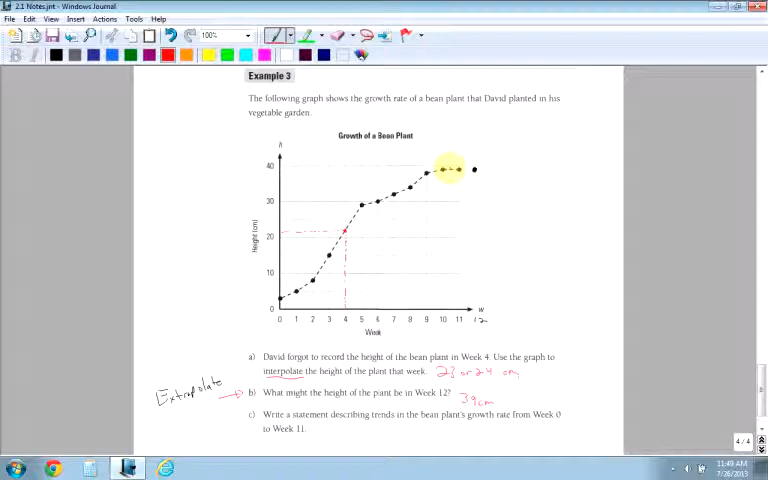 2.1 Notes.jnt - Windows Journal
File Edit View Insert Actions Tools Help
100%
Example 3
The following graph shows the growth rate of a bean plant that David planted in his
vegetable garden.
Growth of a Bean Plant
h
40
30
20
10
0
Height (cm)
0 1 2 3 4 5 6 7 8 9 10 11 12
w
Week
a) David forgot to record the height of the bean plant in Week 4. Use the graph to
interpolate the height of the plant that week. 23 or 24 cm
Extrapolate
b) What might the height of the plant be in Week 12? 39cm
c) Write a statement describing trends in the bean plant's growth rate from Week 0
to Week 11.
4 / 4
11:49 AM
7/26/2013